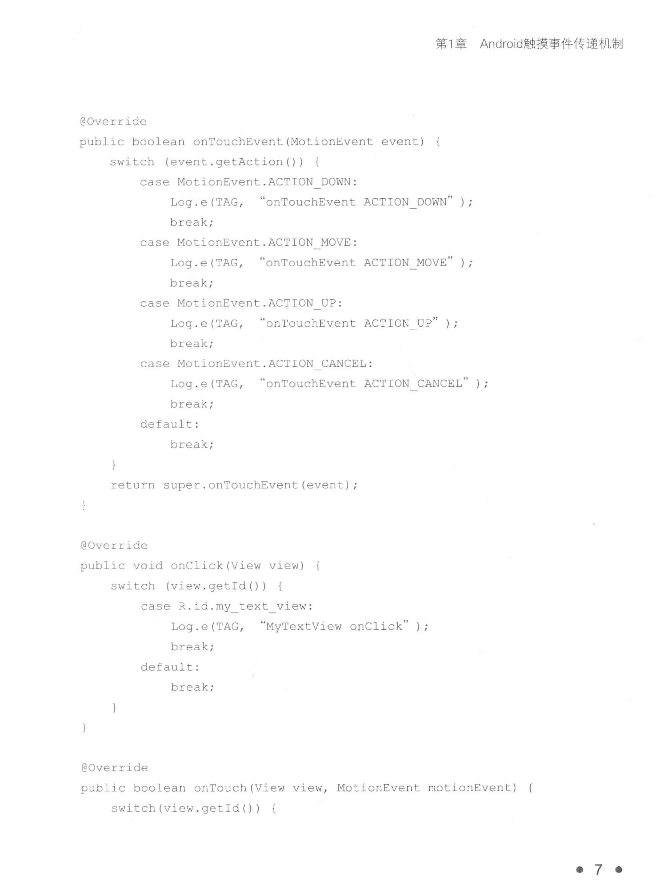 第1章 Android触摸事件传递机制
@Override
public boolean onTouchEvent(MotionEvent event) {
    switch (event.getAction()) {
        case MotionEvent.ACTION_DOWN:
            Log.e(TAG, “onTouchEvent ACTION_DOWN”);
            break;
        case MotionEvent.ACTION_MOVE:
            Log.e(TAG, “onTouchEvent ACTION_MOVE”);
            break;
        case MotionEvent.ACTION_UP:
            Log.e(TAG, “onTouchEvent ACTION_UP”);
            break;
        case MotionEvent.ACTION_CANCEL:
            Log.e(TAG, “onTouchEvent ACTION_CANCEL”);
            break;
        default:
            break;
    }
    return super.onTouchEvent(event);
}
@Override
public void onClick(View view) {
    switch (view.getId()) {
        case R.id.my_text_view:
            Log.e(TAG, “MyTextView onClick”);
            break;
        default:
            break;
    }
}
@Override
public boolean onTouch(View view, MotionEvent motionEvent) {
    switch(view.getId()) {
● 7 ●